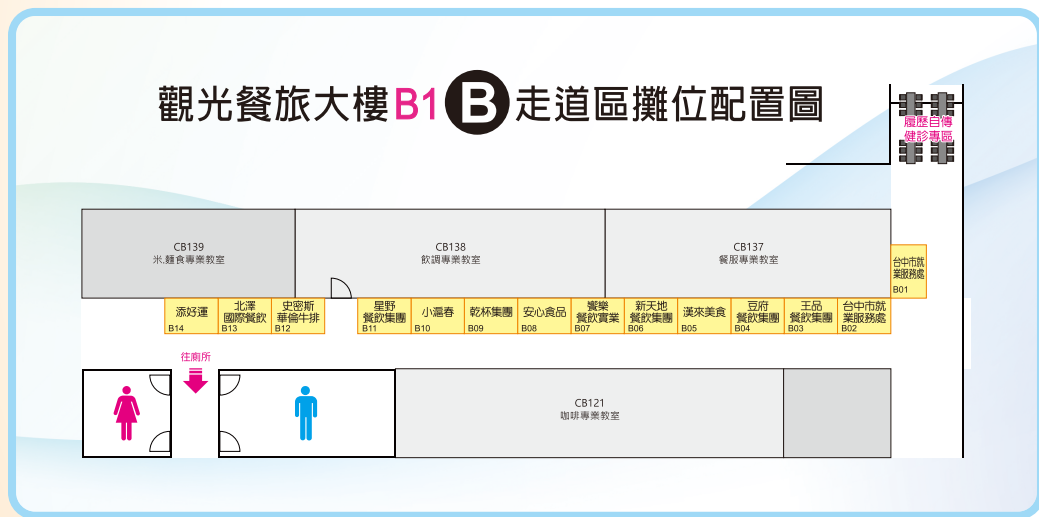 觀光餐旅大樓B1 B 走道區攤位配置圖
履歷自傳
健診專區
CB139
米.麵食專業教室
CB138
飲調專業教室
CB137
餐服專業教室
台中市就
業服務處
B01
添好運
B14
北澤
國際餐飲
B13
史密斯
華倫牛排
B12
星野
餐飲集團
B11
小滬春
B10
乾杯集團
B09
安心食品
B08
饗樂
餐飲實業
B07
新天地
餐飲集團
B06
漢來美食
B05
豆府
餐飲集團
B04
王品
餐飲集團
B03
台中市就
業服務處
B02
往廁所
CB121
咖啡專業教室